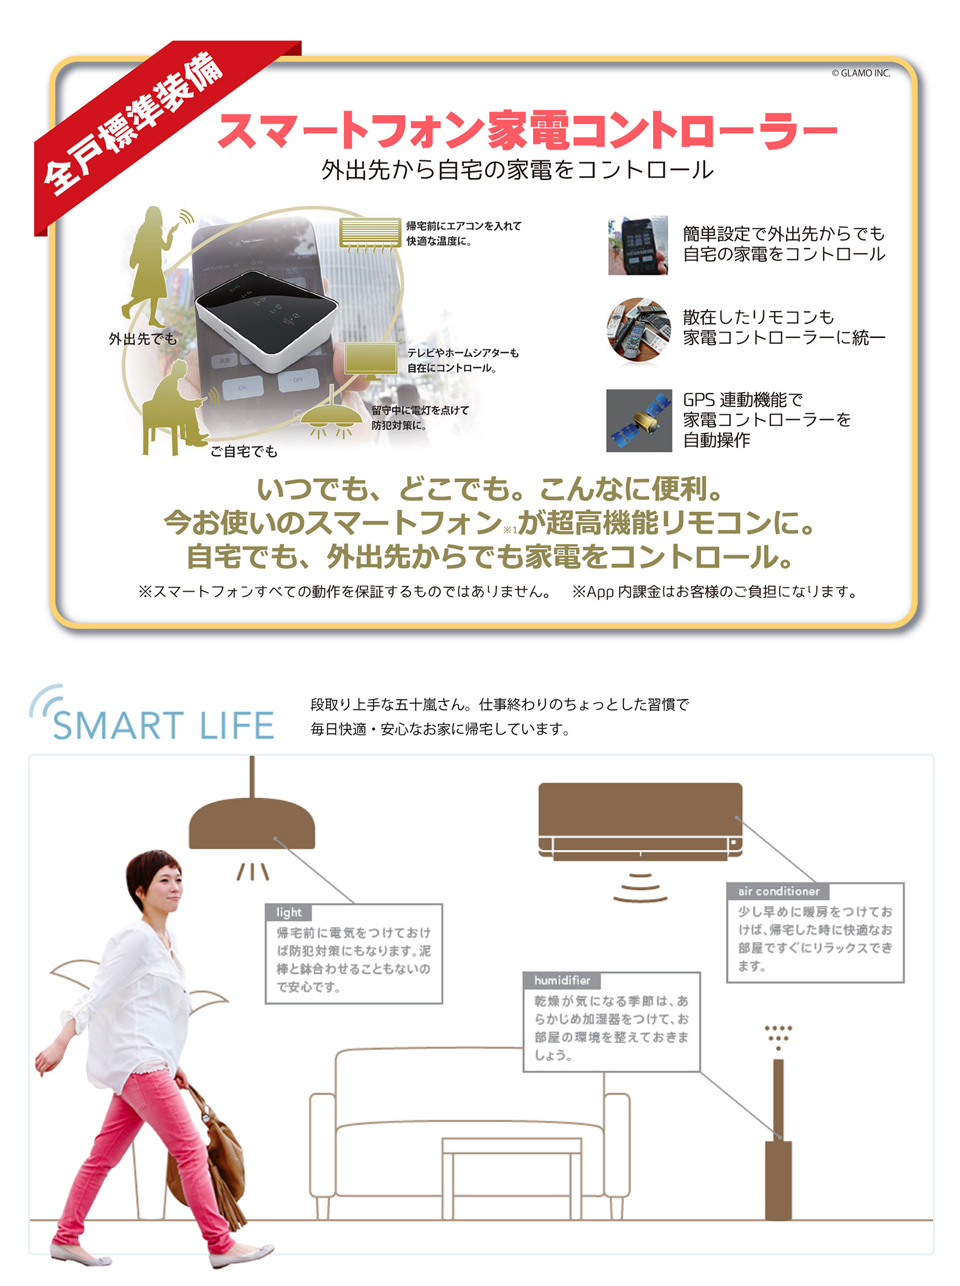 © GLAMO INC.
全戸標準装備
スマートフォン家電コントローラー
外出先から自宅の家電をコントロール
帰宅前にエアコンを入れて
快適な温度に。
外出先でも
テレビやホームシアターも
自在にコントロール。
留守中に電灯を点けて
防犯対策に。
ご自宅でも
簡単設定で外出先からでも
自宅の家電をコントロール
散在したリモコンも
家電コントローラーに統一
GPS 連動機能で
家電コントローラーを
自動操作
いつでも、どこでも。こんなに便利。
今お使いのスマートフォン※1が超高機能リモコンに。
自宅でも、外出先からでも家電をコントロール。
※スマートフォンすべての動作を保証するものではありません。 ※App 内課金はお客様のご負担になります。
SMART LIFE
段取り上手な五十嵐さん。仕事終わりのちょっとした習慣で
毎日快適・安心なお家に帰宅しています。
light
帰宅前に電気をつけておけ
ば防犯対策にもなります。泥
棒と鉢合わせることもないの
で安心です。
air conditioner
少し早めに暖房をつけてお
けば、帰宅した時に快適なお
部屋ですぐにリラックスでき
ます。
humidifier
乾燥が気になる季節は、あ
らかじめ加湿器をつけて、お
部屋の環境を整えておきま
しょう。